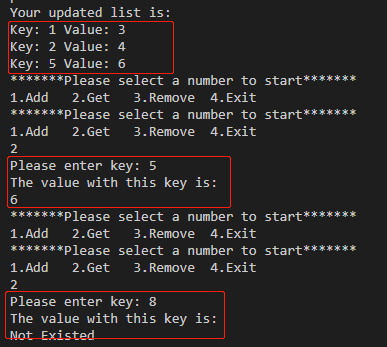 Your updated list is:
Key: 1 Value: 3
Key: 2 Value: 4
Key: 5 Value: 6
*******Please select a number to start*******
1.Add   2.Get   3.Remove  4.Exit
*******Please select a number to start*******
1.Add   2.Get   3.Remove  4.Exit
2
Please enter key: 5
The value with this key is:
6
*******Please select a number to start*******
1.Add   2.Get   3.Remove  4.Exit
*******Please select a number to start*******
1.Add   2.Get   3.Remove  4.Exit
2
Please enter key: 8
The value with this key is:
Not Existed